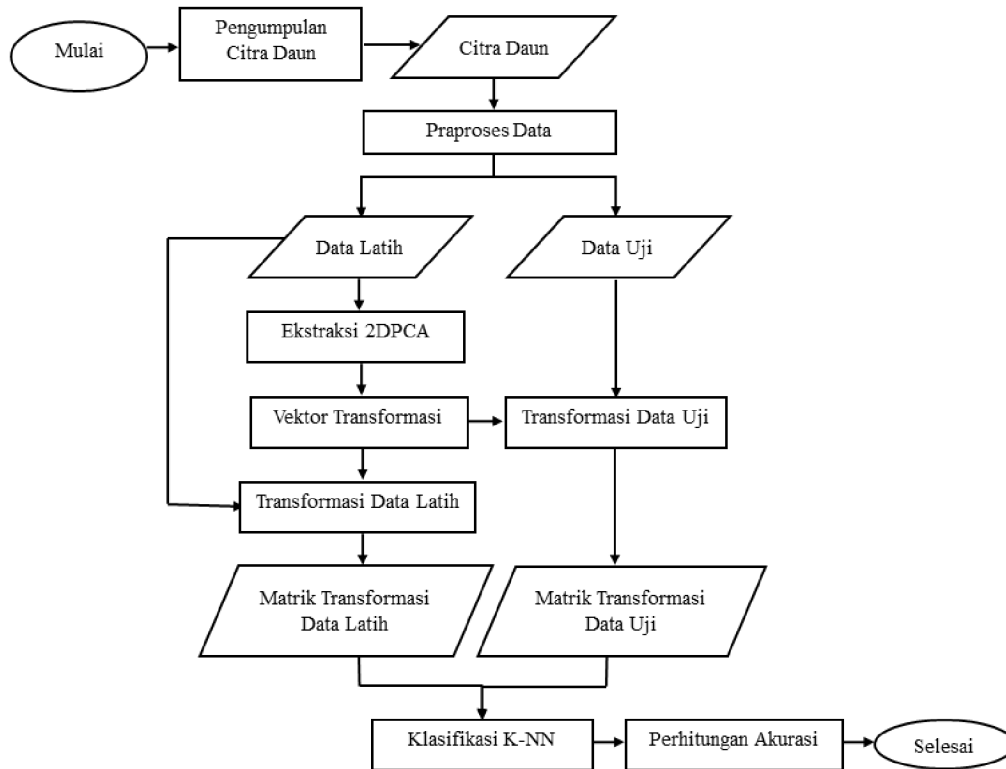 Mulai
Pengumpulan
Citra Daun
Citra Daun
Praproses Data
Data Latih
Data Uji
Ekstraksi 2DPCA
Vektor Transformasi
Transformasi Data Uji
Transformasi Data Latih
Matrik Transformasi
Data Latih
Matrik Transformasi
Data Uji
Klasifikasi K-NN
Perhitungan Akurasi
Selesai